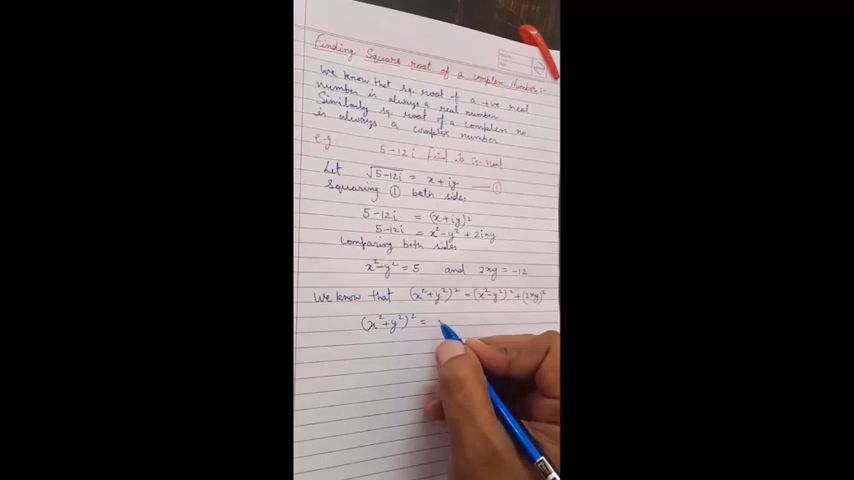 Finding Square root of a complex Number:-
We know that sq. root of a +ve real
number is always a real number
Similarly sq. root of a complex no
is always a complex number
e.g.
5-12i Find its sq. root
Let √5-12i = x+iy —①
Squaring ① both sides
5-12i = (x+iy)²
5-12i = x²-y²+2ixy
Comparing both sides
x²-y²=5 and 2xy=-12
We know that (x²+y²)²=(x²-y²)²+(2xy)²
(x²+y²)² =